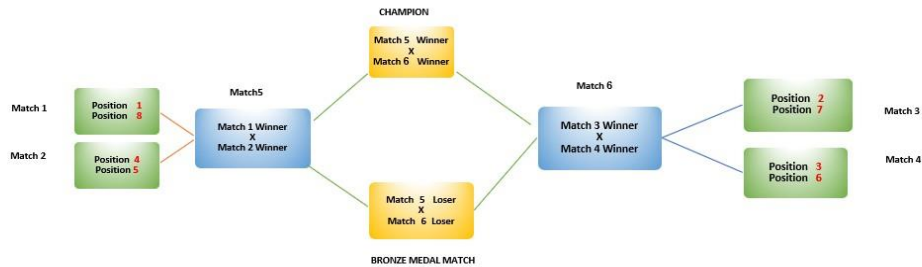 CHAMPION
Match 5 Winner
X
Match 6 Winner
Match 1
Position 1
Position 8
Match 2
Position 4
Position 5
Match5
Match 1 Winner
X
Match 2 Winner
Match 6
Match 3 Winner
X
Match 4 Winner
Position 2
Position 7
Match 3
Position 3
Position 6
Match 4
Match 5 Loser
X
Match 6 Loser
BRONZE MEDAL MATCH